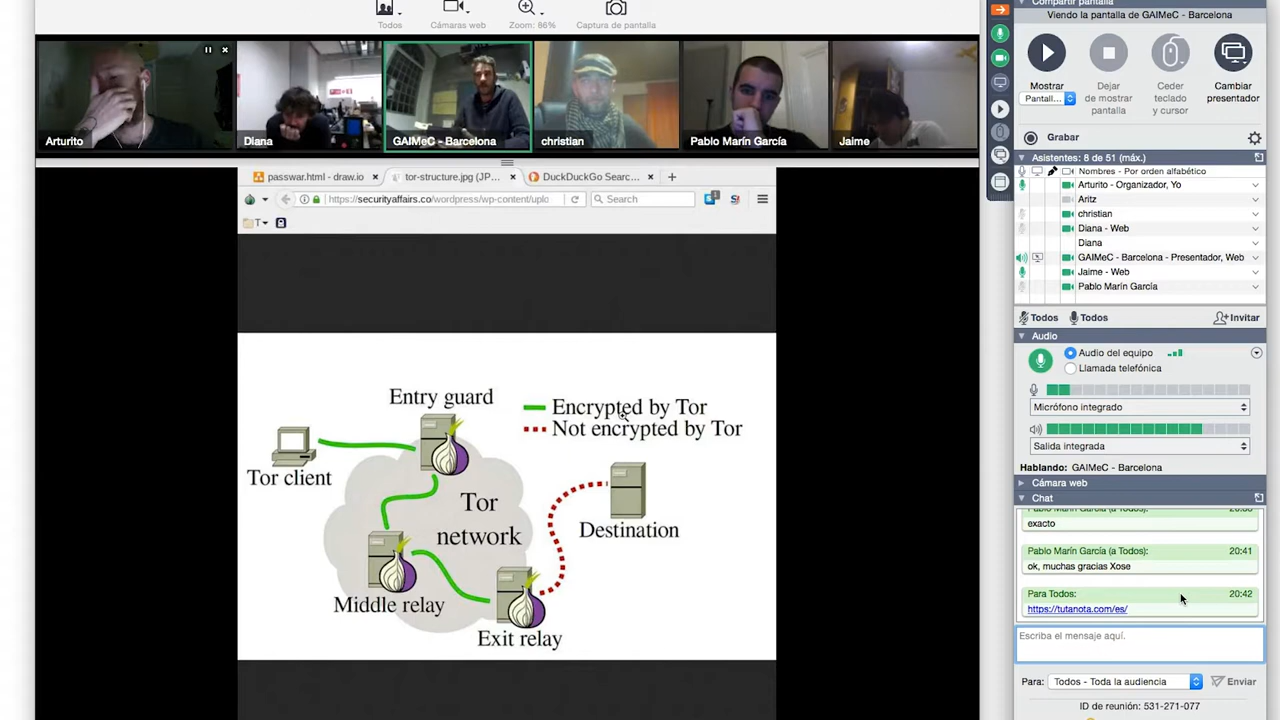 Todos
Cámaras web
Zoom: 86%
Captura de pantalla
Arturito
Diana
GAIMeC - Barcelona
christian
Pablo Marín García
Jaime
passwar.html - draw.io
tor-structure.jpg (JP...
DuckDuckGo Searc...
https://securityaffairs.co/wordpress/wp-content/uplo
Search
T
Entry guard
Encrypted by Tor
Not encrypted by Tor
Tor client
Tor
network
Destination
Middle relay
Exit relay
Compartir pantalla
Viendo la pantalla de GAIMeC - Barcelona
Mostrar
Pantall...
Dejar
de mostrar
pantalla
Ceder
teclado
y cursor
Cambiar
presentador
Grabar
Asistentes: 8 de 51 (máx.)
Nombres - Por orden alfabético
Arturito - Organizador, Yo
Aritz
christian
Diana - Web
Diana
GAIMeC - Barcelona - Presentador, Web
Jaime - Web
Pablo Marín García
Todos
Todos
Invitar
Audio
Audio del equipo
Llamada telefónica
Micrófono integrado
Salida integrada
Hablando: GAIMeC - Barcelona
Cámara web
Chat
Pablo Marín García (a Todos):
exacto
Pablo Marín García (a Todos): 20:41
ok, muchas gracias Xose
Para Todos: 20:42
https://tutanota.com/es/
Escriba el mensaje aquí.
Para: Todos - Toda la audiencia
Enviar
ID de reunión: 531-271-077